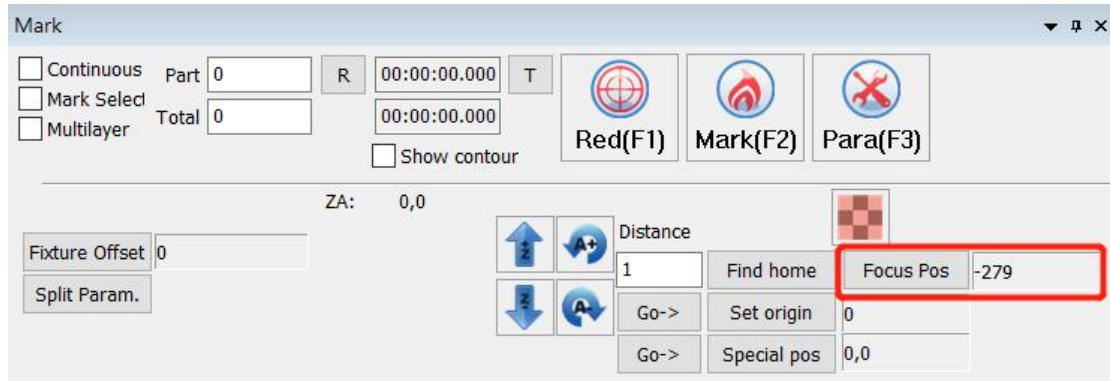 Mark
Continuous Part 0 R 00:00:00.000 T
Mark Select
Multilayer Total 0 00:00:00.000
Show contour
Red(F1) Mark(F2) Para(F3)
ZA: 0,0
Distance
Fixture Offset 0
Z A+ 1 Find home Focus Pos -279
Split Param.
Z A- Go-> Set origin 0
Go-> Special pos 0,0